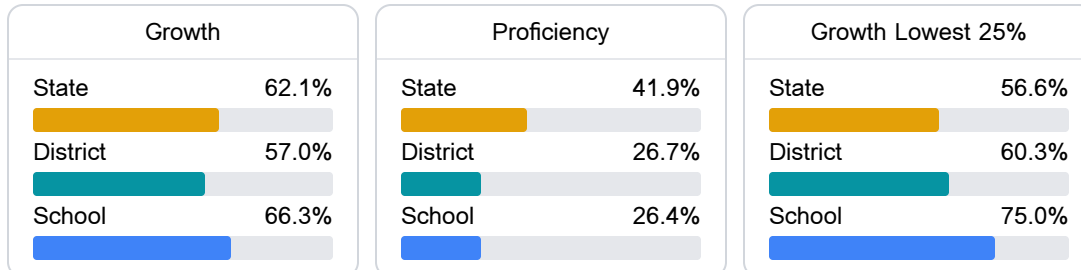 Growth
State 62.1%
District 57.0%
School 66.3%
Proficiency
State 41.9%
District 26.7%
School 26.4%
Growth Lowest 25%
State 56.6%
District 60.3%
School 75.0%